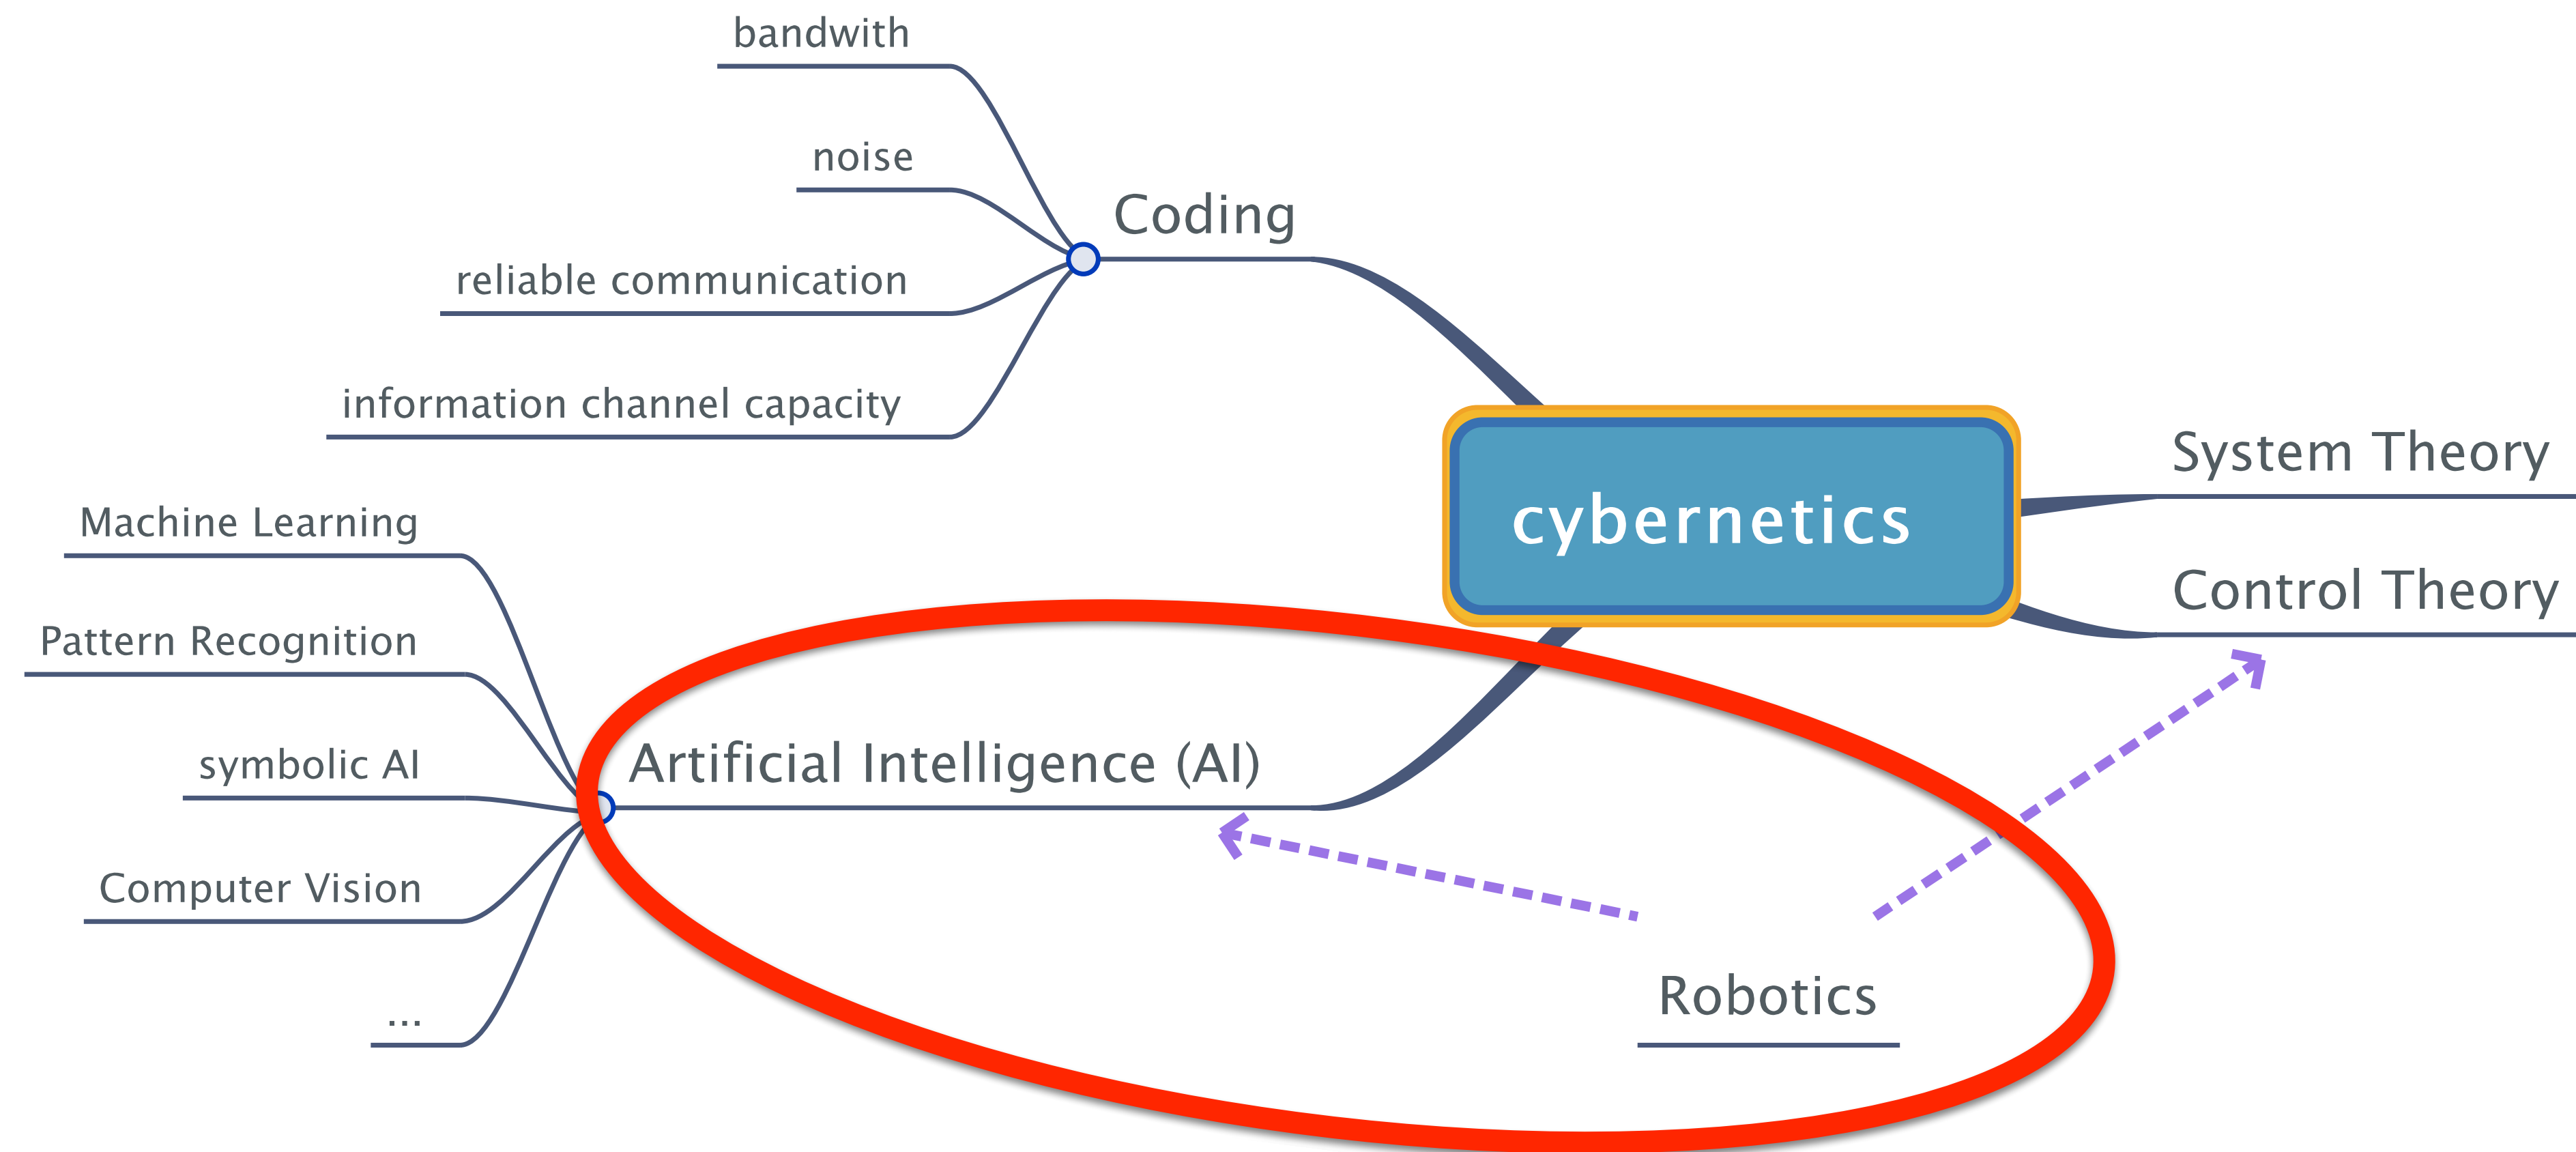 bandwith
noise
Coding
reliable communication
information channel capacity
Machine Learning
Pattern Recognition
symbolic AI
Artificial Intelligence (AI)
Computer Vision
...
cybernetics
System Theory
Control Theory
Robotics